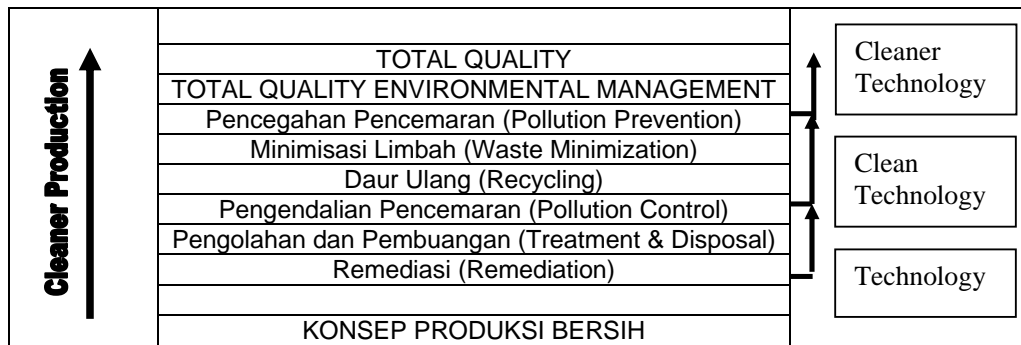 Cleaner Production
TOTAL QUALITY
TOTAL QUALITY ENVIRONMENTAL MANAGEMENT
Pencegahan Pencemaran (Pollution Prevention)
Minimisasi Limbah (Waste Minimization)
Daur Ulang (Recycling)
Pengendalian Pencemaran (Pollution Control)
Pengolahan dan Pembuangan (Treatment & Disposal)
Remediasi (Remediation)
KONSEP PRODUKSI BERSIH
Cleaner
Technology
Clean
Technology
Technology